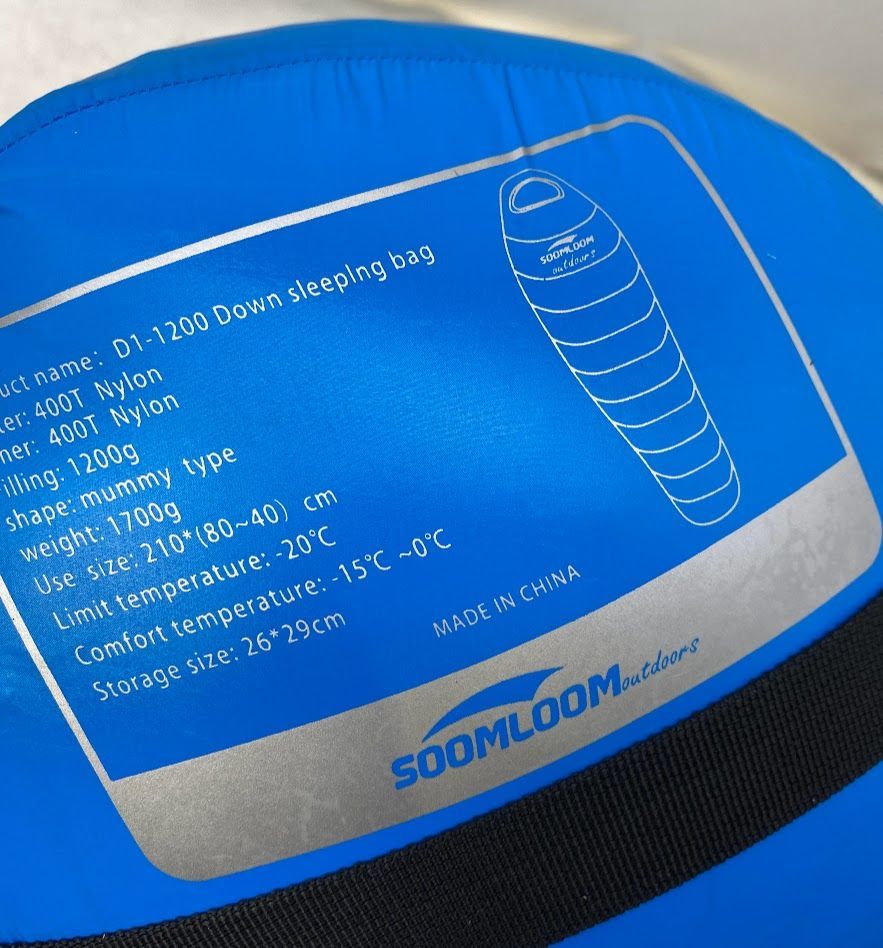 SOOMLOOM
outdoors
uct name: D1-1200 Down sleepIng bag
ter: 400T Nylon
ner: 400T Nylon
illing: 1200g
shape: mummy type
weight: 1700g
Use size: 210*(80~40) cm
Limit temperature: -20℃
Comfort temperature: -15℃ ~0℃
Storage size: 26*29cm
MADE IN CHINA
SOOMLOOM outdoors